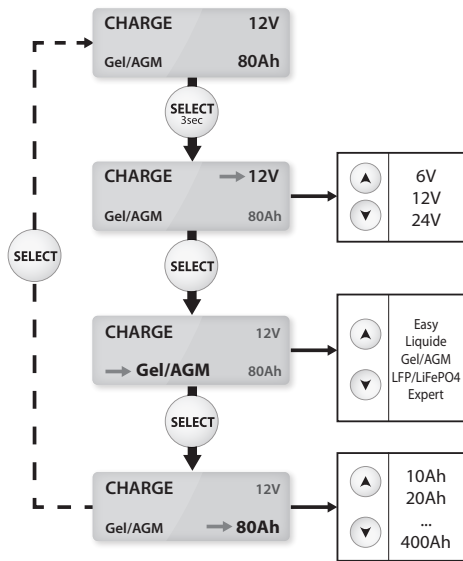 CHARGE 12V
Gel/AGM 80Ah
SELECT
3sec
CHARGE 12V
Gel/AGM 80Ah
6V
12V
24V
SELECT
SELECT
CHARGE 12V
Gel/AGM 80Ah
Easy
Liquide
Gel/AGM
LFP/LiFePO4
Expert
SELECT
CHARGE 12V
Gel/AGM 80Ah
10Ah
20Ah
...
400Ah